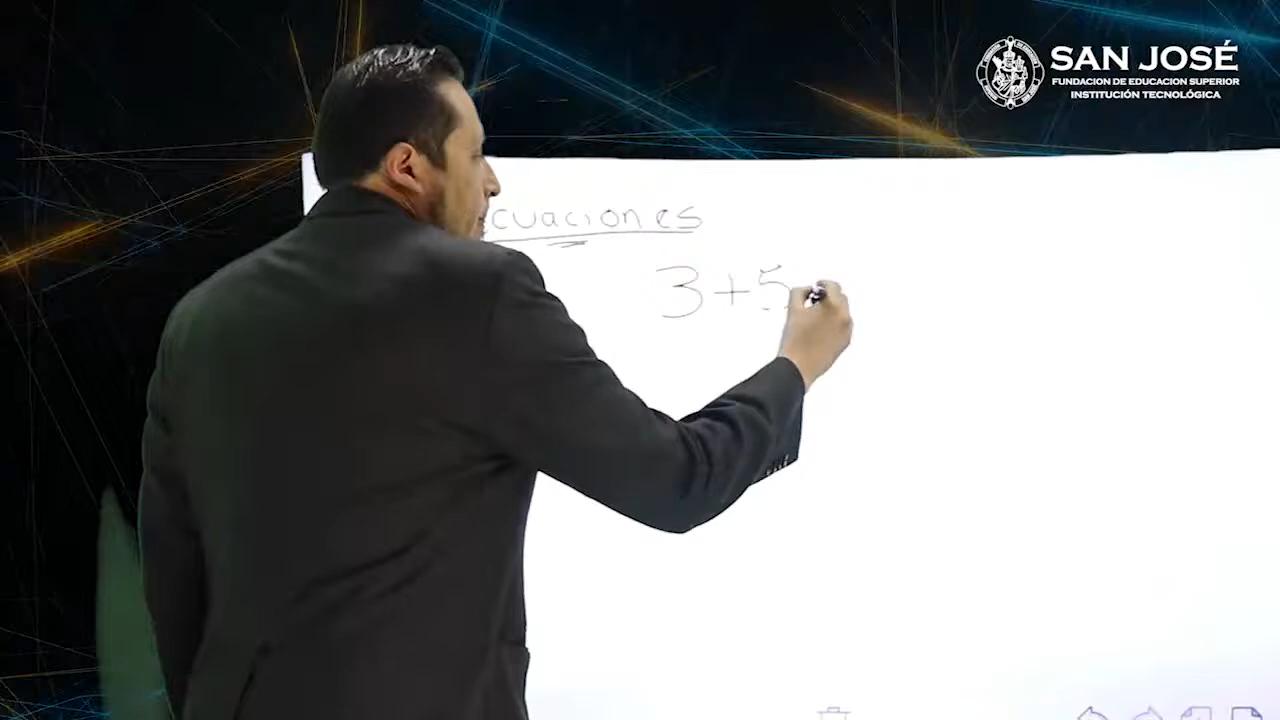 SAN JOSÉ
FUNDACION DE EDUCACION SUPERIOR
INSTITUCIÓN TECNOLÓGICA
cuaciones
3+5